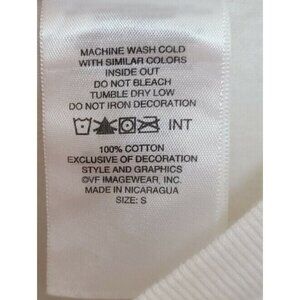 MACHINE WASH COLD
WITH SIMILAR COLORS
INSIDE OUT
DO NOT BLEACH
TUMBLE DRY LOW
DO NOT IRON DECORATION
INT
100% COTTON
EXCLUSIVE OF DECORATION
STYLE AND GRAPHICS
©VF IMAGEWEAR, INC.
MADE IN NICARAGUA
SIZE: S